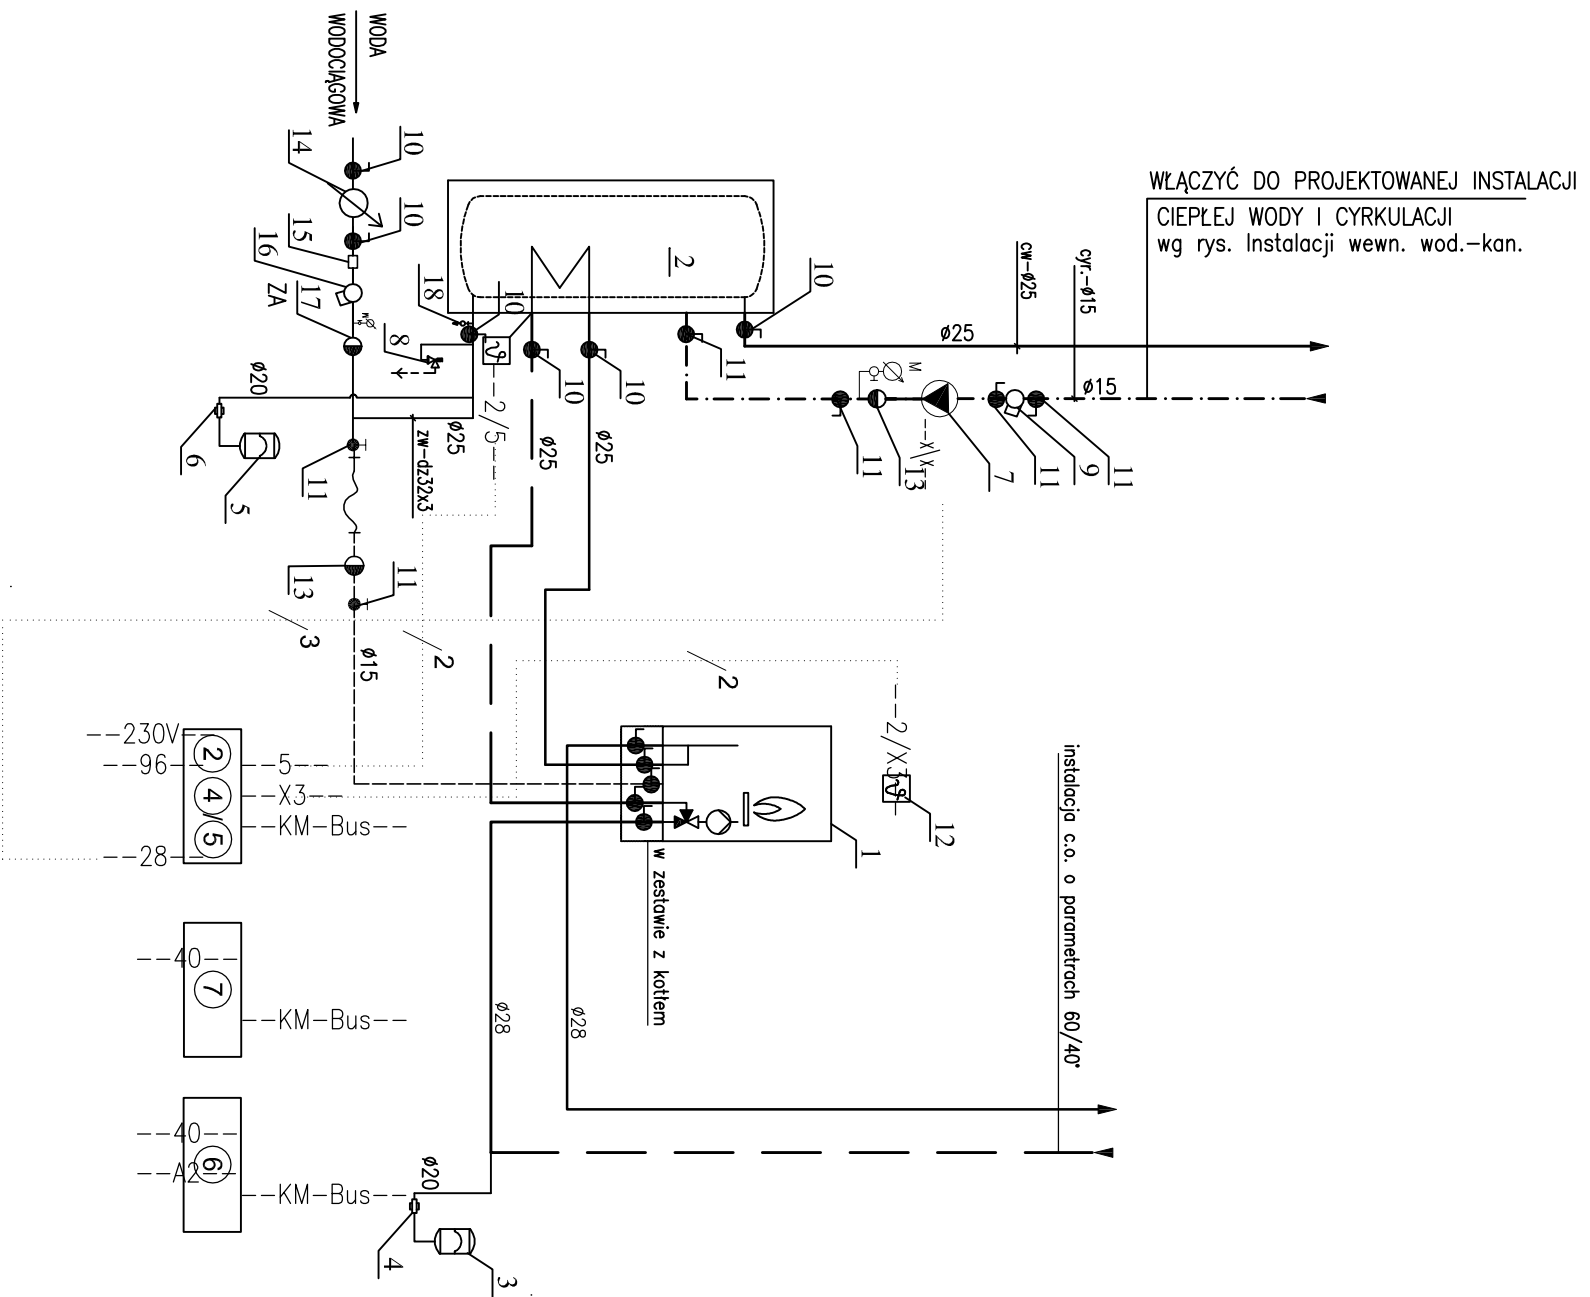 WODA
WODOCIĄGOWA
14
10
10
15
16
17
ZA
M
18
10
8
2
10
11
10
10
WŁĄCZYĆ DO PROJEKTOWANEJ INSTALACJI
CIEPŁEJ WODY I CYRKULACJI
wg rys. Instalacji wewn. wod.-kan.
cw-ø25
cyr.-ø15
ø25
ø15
M
11
13
7
11
9
11
--x\x--
ø20
6
5
11
ø25
zw-dz32x3
--2/5--
ø25
ø25
13
11
3
2
2
ø15
--2/X3
12
1
w zestawie z kotłem
instalacja c.o. o parametrach 60/40°
--230V--
--96--
--28--
2
4
/5
--5--
--X3--
--KM-Bus--
--40--
7
--KM-Bus--
--40--
--A2--
6
--KM-Bus--
ø28
ø28
ø20
4
3